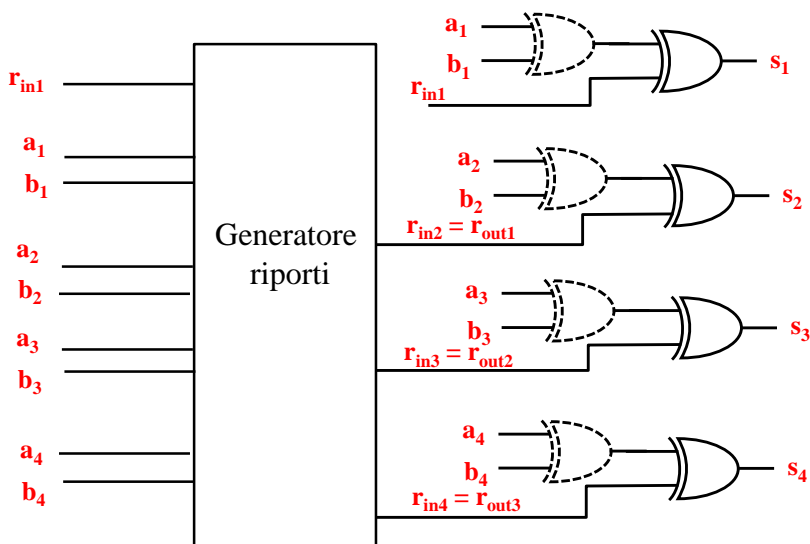 r_in1
a_1
b_1
a_2
b_2
a_3
b_3
a_4
b_4
Generatore
riporti
a_1
b_1
r_in1
s_1
a_2
b_2
r_in2 = r_out1
s_2
a_3
b_3
r_in3 = r_out2
s_3
a_4
b_4
r_in4 = r_out3
s_4